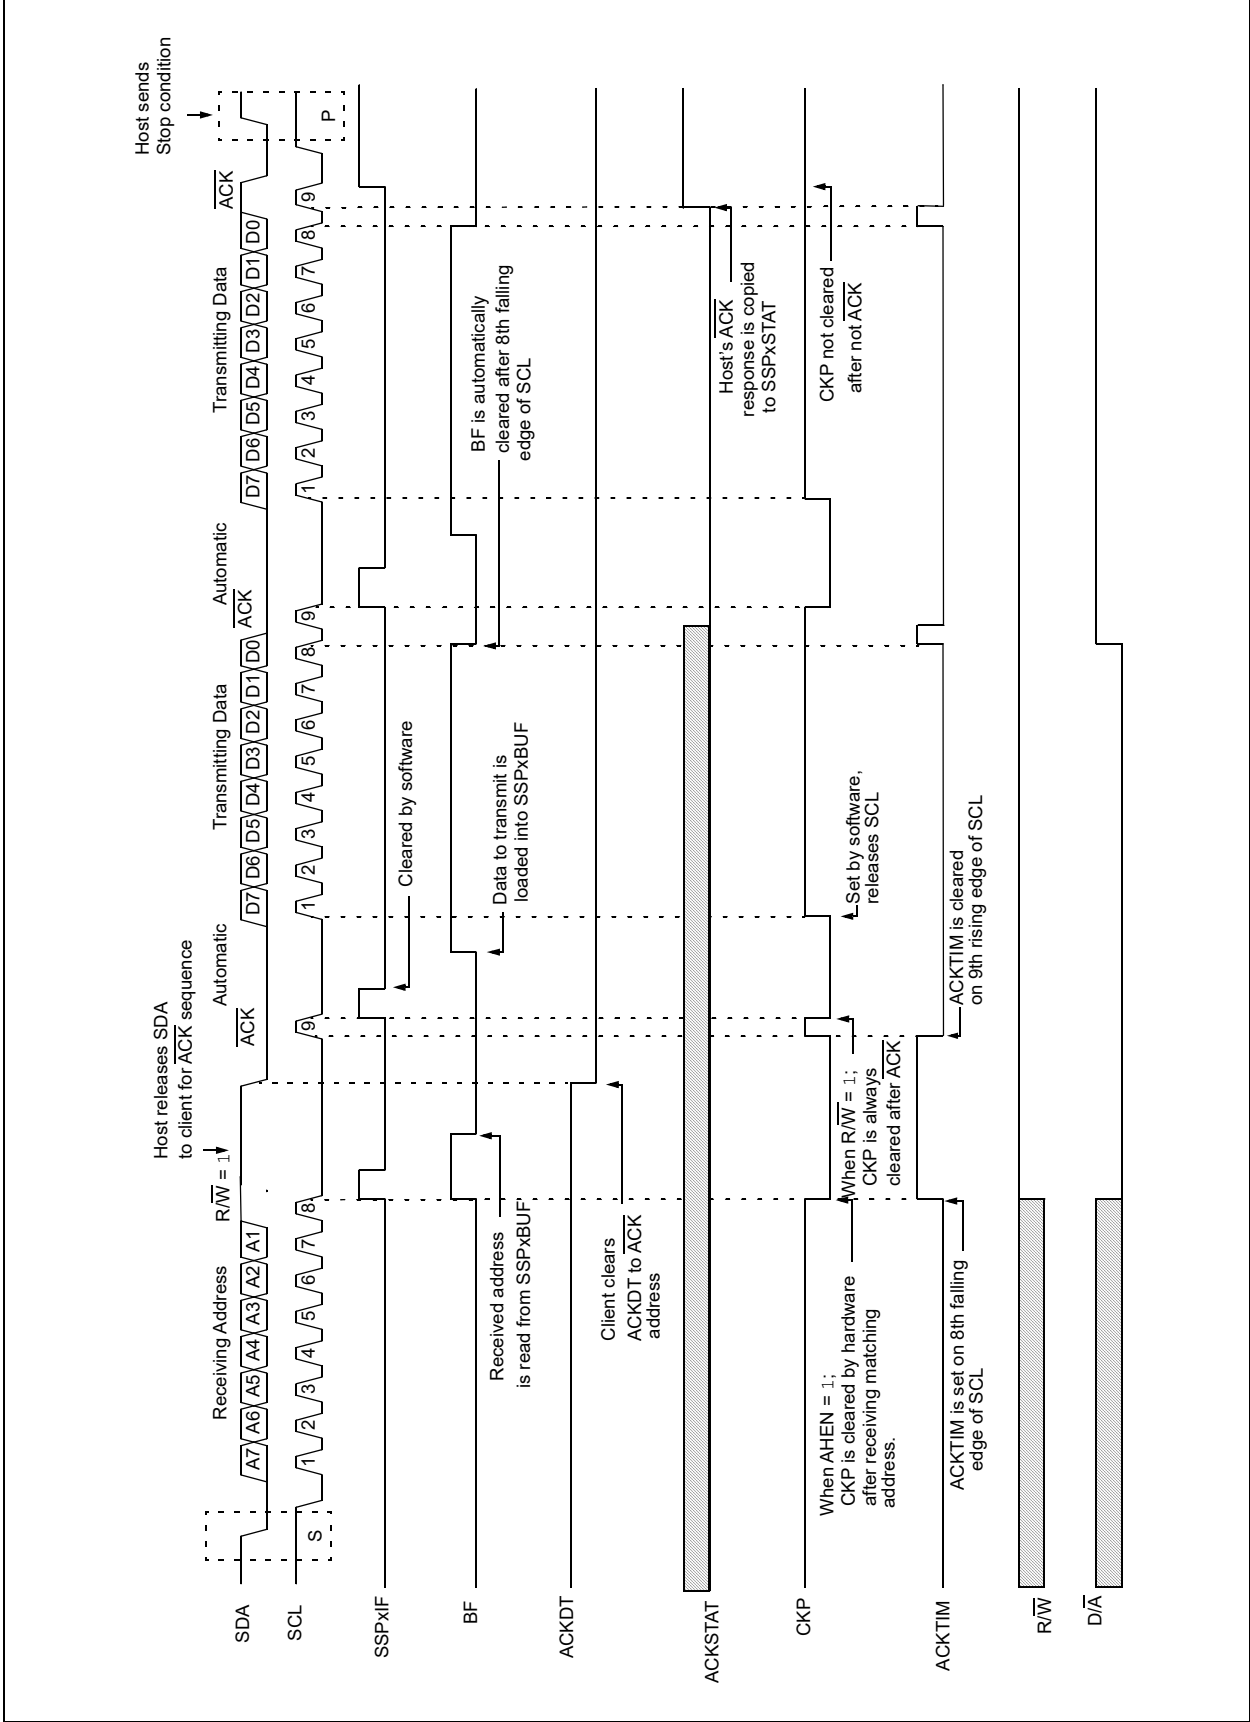 Host sends
Stop condition
Host releases SDA
to client for ACK sequence
Receiving Address
R/W = 1
Automatic
ACK
Transmitting Data
Automatic
ACK
Transmitting Data
ACK
SDA
A7 A6 A5 A4 A3 A2 A1
D7 D6 D5 D4 D3 D2 D1 D0
D7 D6 D5 D4 D3 D2 D1 D0
SCL
S
1 2 3 4 5 6 7 8 9
1 2 3 4 5 6 7 8 9
1 2 3 4 5 6 7 8 9
P
SSPxIF
Cleared by software
BF
Received address
is read from SSPxBUF
Data to transmit is
loaded into SSPxBUF
BF is automatically
cleared after 8th falling
edge of SCL
ACKDT
Client clears
ACKDT to ACK
address
ACKSTAT
Host's ACK
response is copied
to SSPxSTAT
CKP
When AHEN = 1;
CKP is cleared by hardware
after receiving matching
address.
When R/W = 1;
CKP is always
cleared after ACK
Set by software,
releases SCL
CKP not cleared
after not ACK
ACKTIM
ACKTIM is set on 8th falling
edge of SCL
ACKTIM is cleared
on 9th rising edge of SCL
R/W
D/A